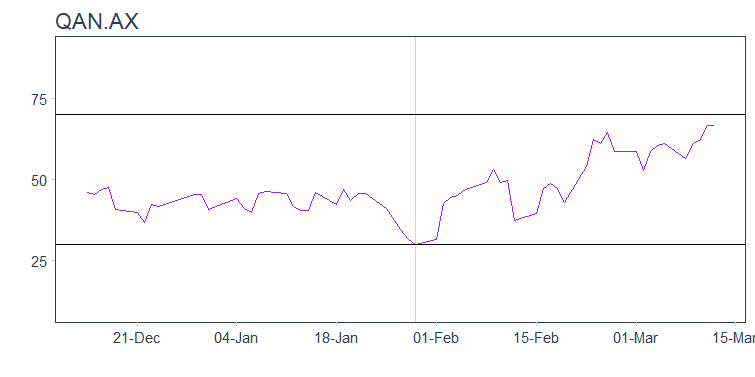 QAN.AX
75
50
25
21-Dec
04-Jan
18-Jan
01-Feb
15-Feb
01-Mar
15-Mar